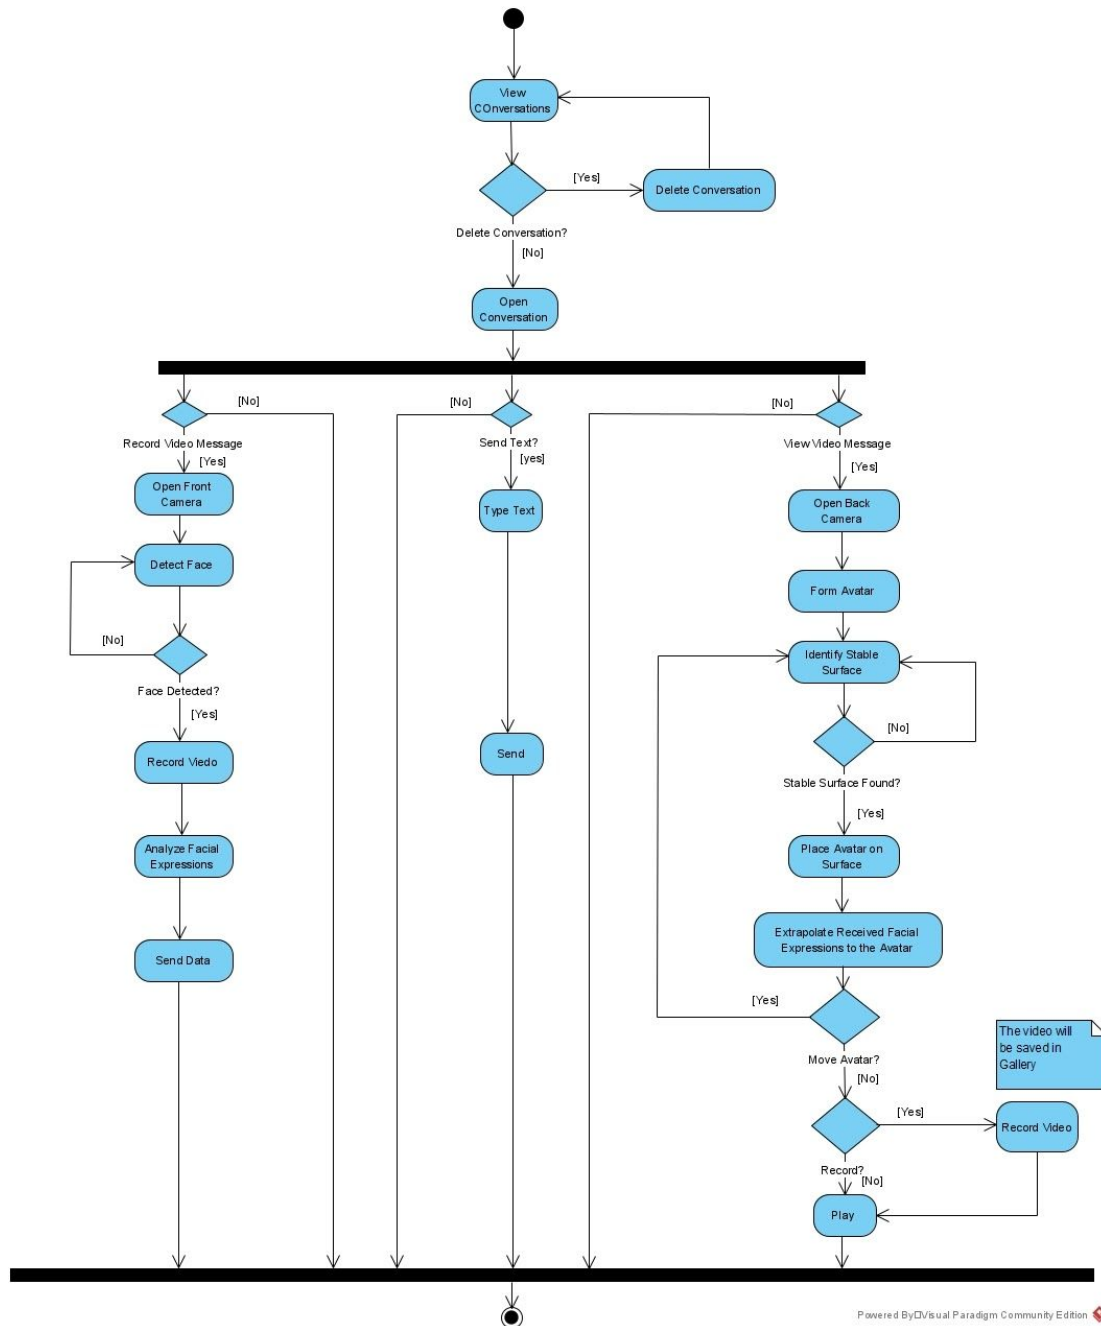 View
COnversations
[Yes]
Delete Conversation
Delete Conversation?
[No]
Open
Conversation
[No]
[No]
[No]
Record Video Message
Send Text?
View Video Message
[Yes]
[yes]
[Yes]
Open Front
Camera
Type Text
Open Back
Camera
Detect Face
Form Avatar
[No]
Identify Stable
Surface
Face Detected?
[Yes]
[No]
Record Viedo
Send
Stable Surface Found?
[Yes]
Analyze Facial
Expressions
Place Avatar on
Surface
Extrapolate Received Facial
Expressions to the Avatar
Send Data
[Yes]
The video will
be saved in
Gallery
Move Avatar?
[No]
[Yes]
Record Video
Record?
[No]
Play
Powered By□Visual Paradigm Community Edition